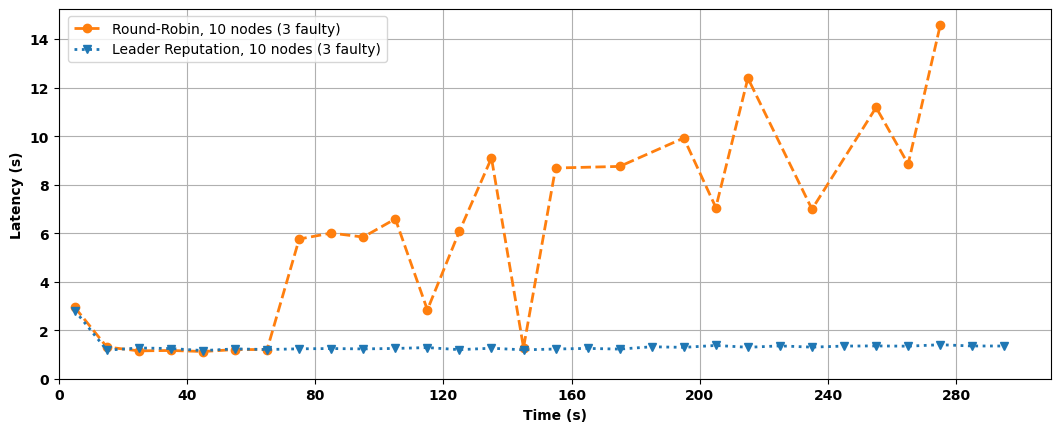 Round-Robin, 10 nodes (3 faulty)
Leader Reputation, 10 nodes (3 faulty)
Latency (s)
14
12
10
8
6
4
2
0
0 40 80 120 160 200 240 280
Time (s)